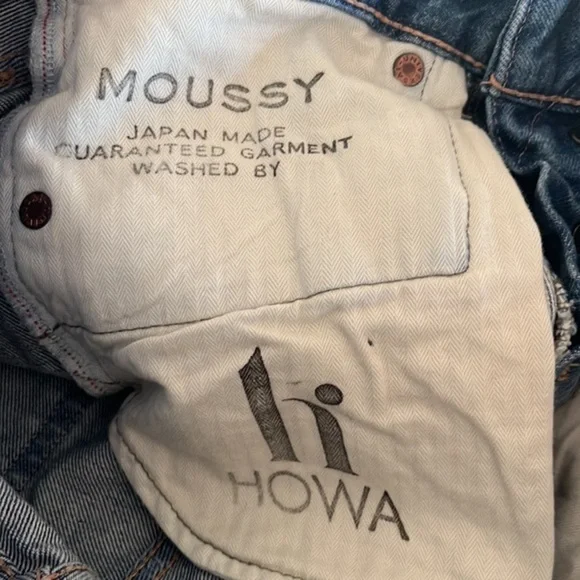 MOUSSY
JAPAN MADE
GUARANTEED GARMENT
WASHED BY
HOWA